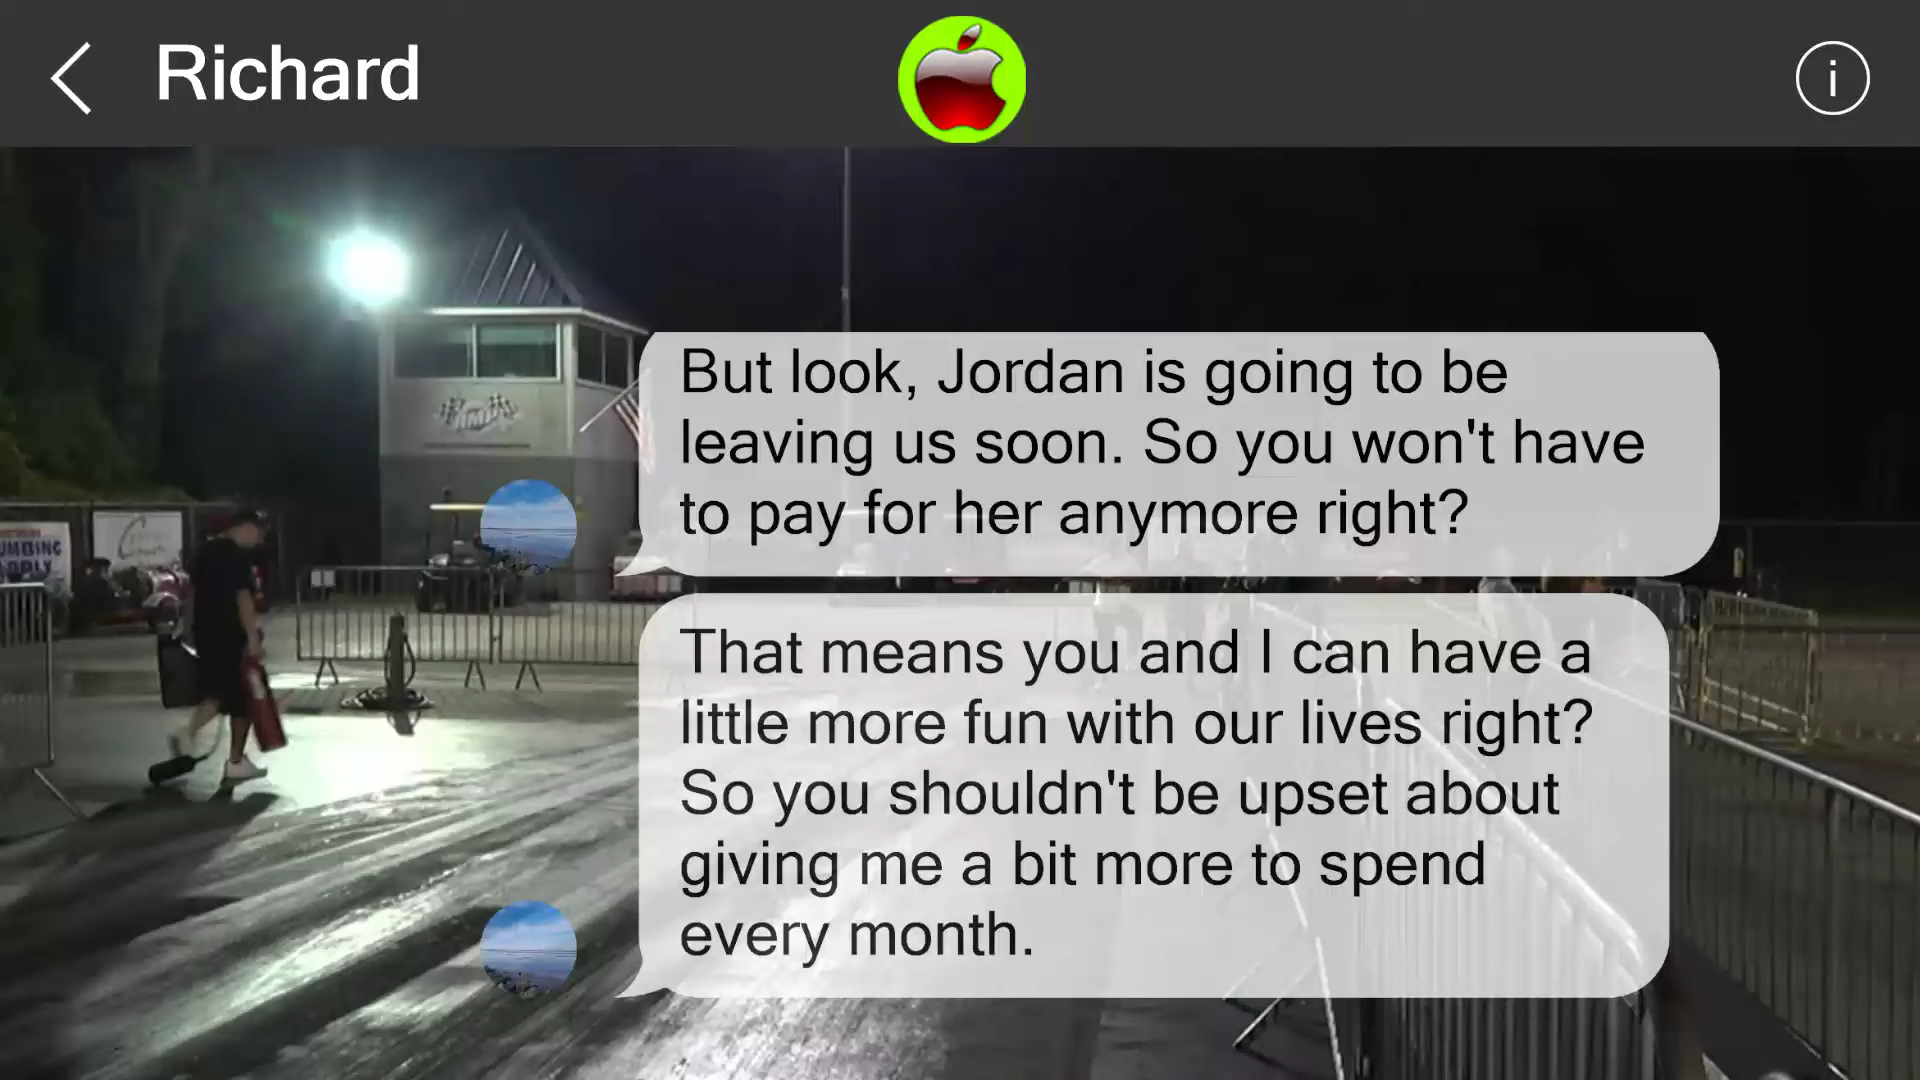 Richard
i
But look, Jordan is going to be
leaving us soon. So you won't have
to pay for her anymore right?
That means you and I can have a
little more fun with our lives right?
So you shouldn't be upset about
giving me a bit more to spend
every month.
UMBING